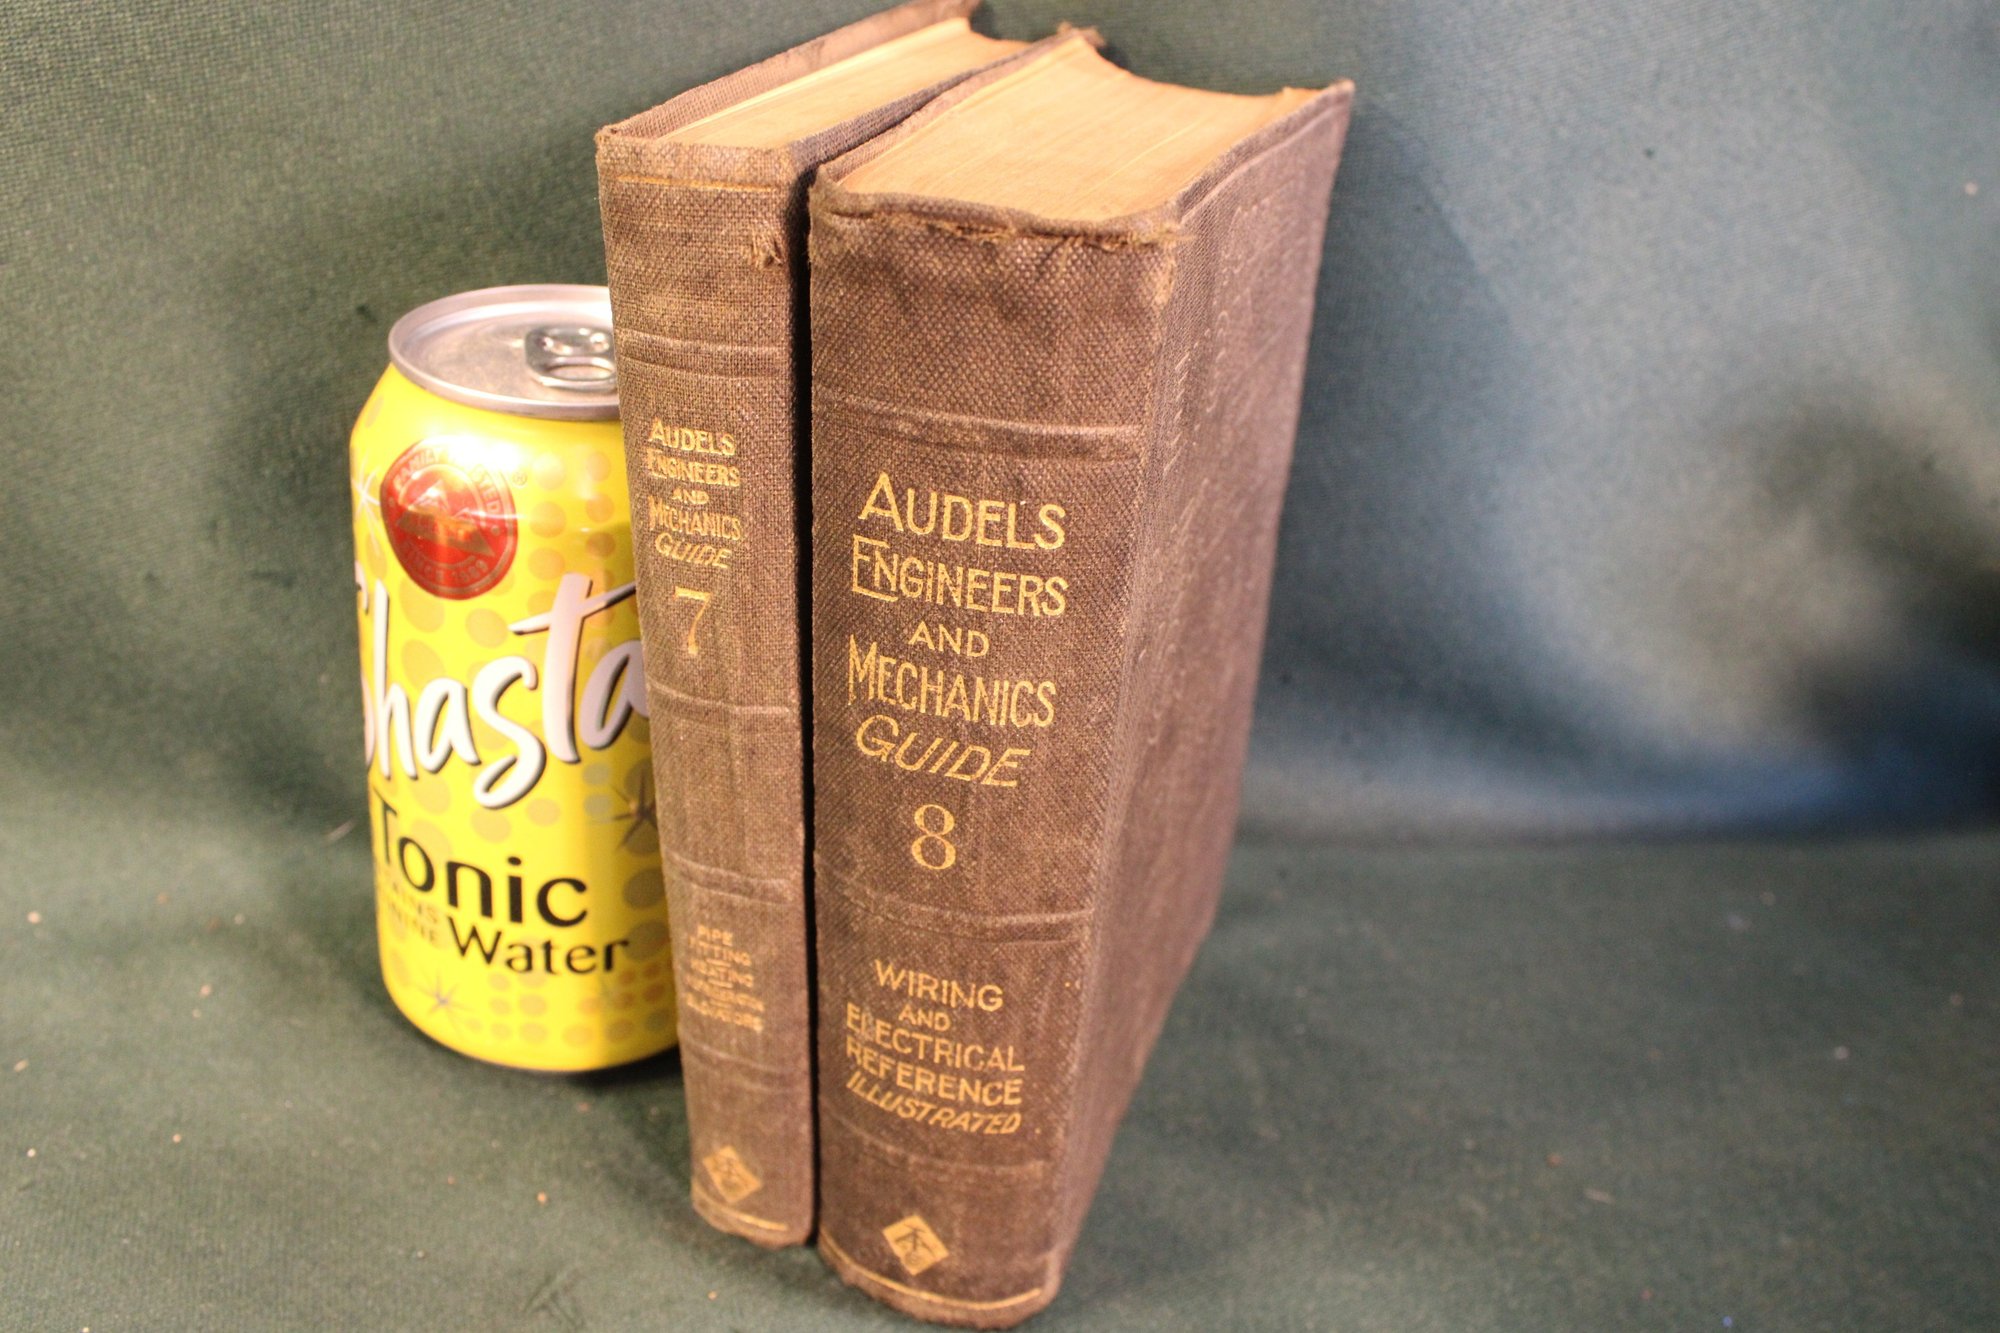 Shasta
Tonic
Water
AUDELS
ENGINEERS
AND
MECHANICS
GUIDE
7
PIPE
FITTING
HEATING
AUDELS
ENGINEERS
AND
MECHANICS
GUIDE
8
WIRING
AND
ELECTRICAL
REFERENCE
ILLUSTRATED